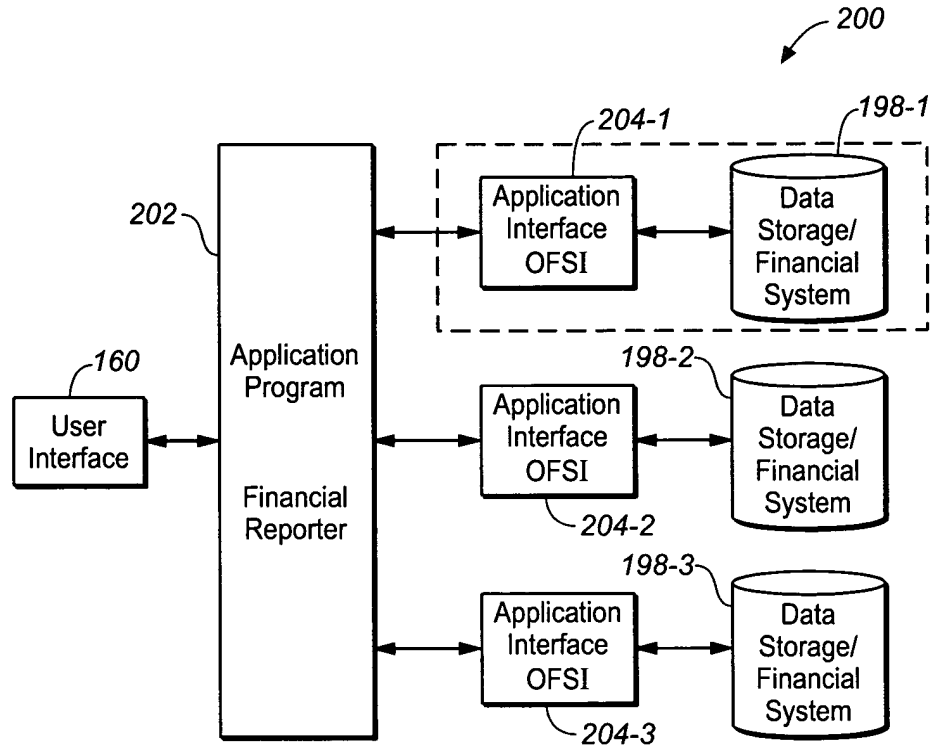 200
204-1
198-1
202
Application
Interface
OFSI
Data
Storage/
Financial
System
160
User
Interface
Application
Program
Financial
Reporter
198-2
Application
Interface
OFSI
204-2
Data
Storage/
Financial
System
198-3
Application
Interface
OFSI
204-3
Data
Storage/
Financial
System